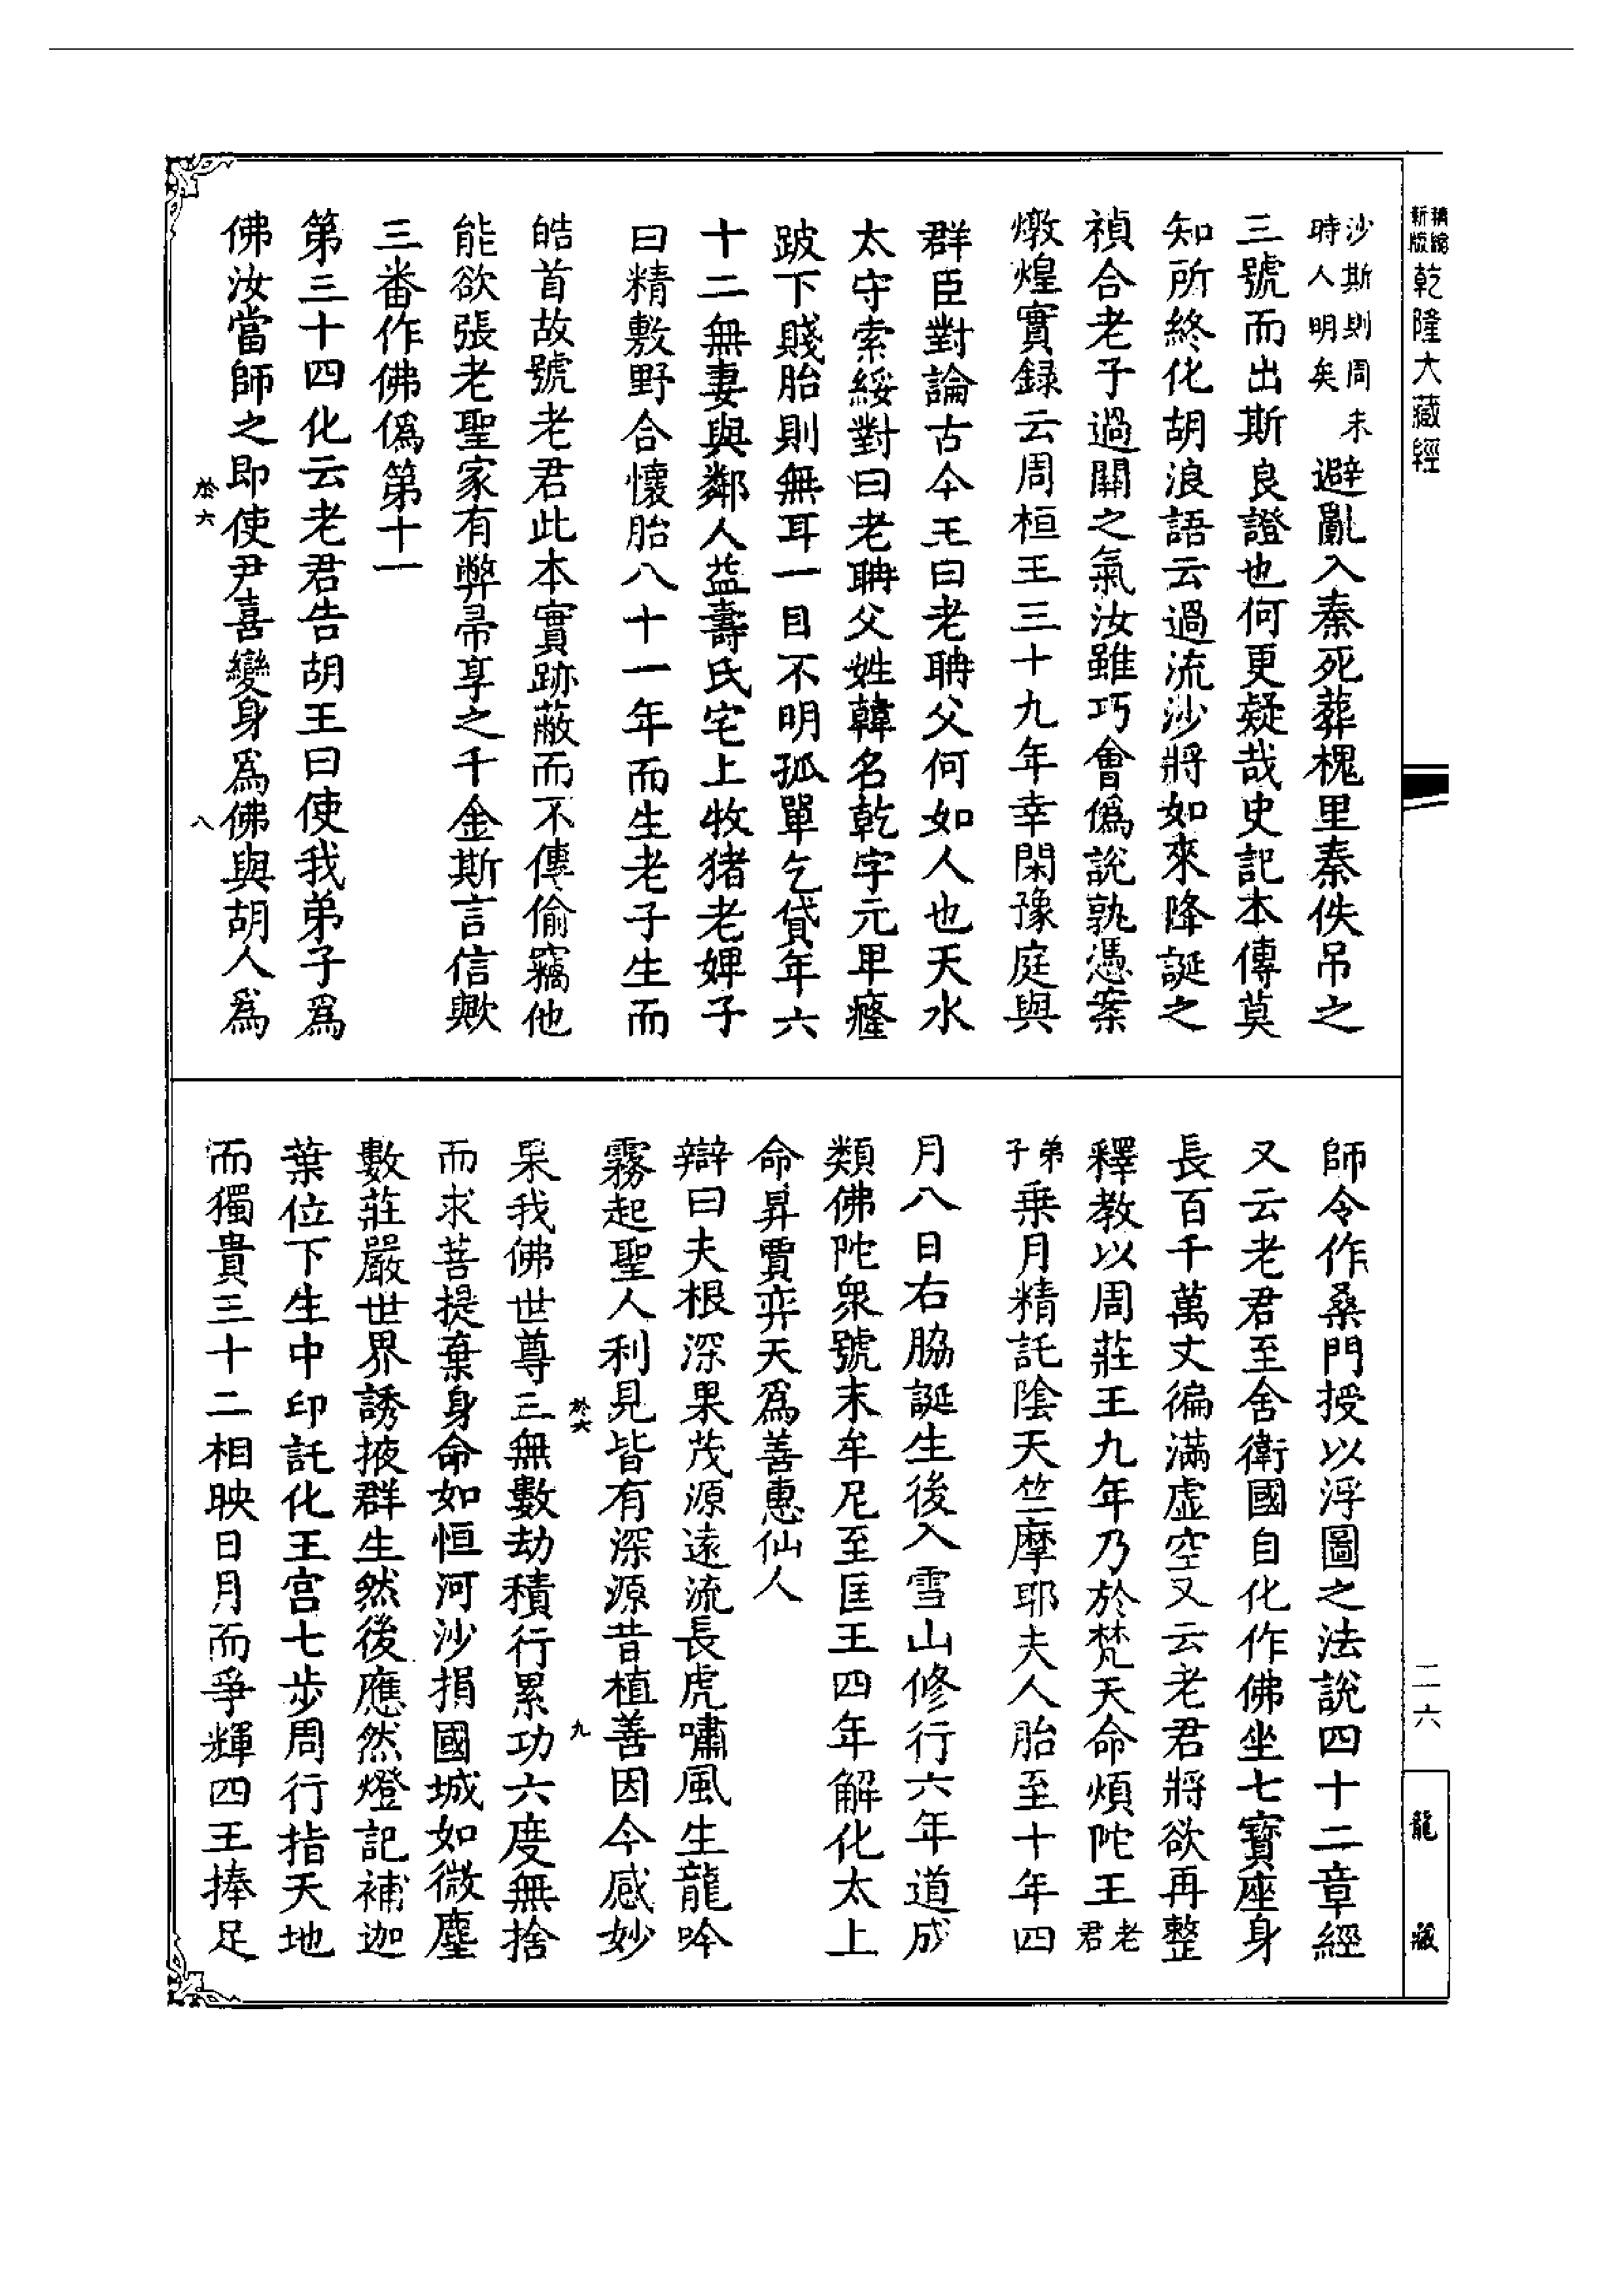 精繕新版乾隆大藏經
二六
龍藏
沙斯則周末時人明矣避亂入秦死葬槐里秦佚吊之
三號而出斯良證也何更疑哉史記本傳莫
知所終化胡浪語云過流沙將如來降誕之
禎合老子過關之氣汝雖巧會僞說孰憑案
燉煌實録云周桓王三十九年幸閑豫庭與
群臣對論古今王曰老聃父何如人也天水
太守索綏對曰老聃父姓韓名乾字元卑癃
跛下賤胎則無耳一目不明孤單乞貸年六
十二無妻與鄰人益壽氏宅上牧猪老婢子
曰精敷野合懷胎八十一年而生老子生而
皓首故號老君此本實跡蔽而不傳偷竊他
能欲張老聖家有弊帚享之千金斯言信歟
三番作佛僞第十一
第三十四化云老君告胡王曰使我弟子爲
佛汝當師之即使尹喜變身爲佛與胡人爲
於六 八
師令作桑門授以浮圖之法說四十二章經
又云老君至舍衛國自化作佛坐七寶座身
長百千萬丈徧滿虛空又云老君將欲再整
釋教以周莊王九年乃於梵天命煩陀王老君
弟子乗月精託陰天竺摩耶夫人胎至十年四
月八日右脇誕生後入雪山修行六年道成
類佛陀衆號末牟尼至匡王四年解化太上
命昇賈弈天爲善惠仙人
辯曰夫根深果茂源遠流長虎嘯風生龍吟
霧起聖人利見皆有深源昔植善因今感妙
於六 九
果我佛世尊三無數劫積行累功六度無捨
而求菩提棄身命如恒河沙捐國城如微塵
數莊嚴世界誘掖群生然後應然燈記補迦
葉位下生中印託化王宫七步周行指天地
而獨貴三十二相映日月而爭輝四王捧足